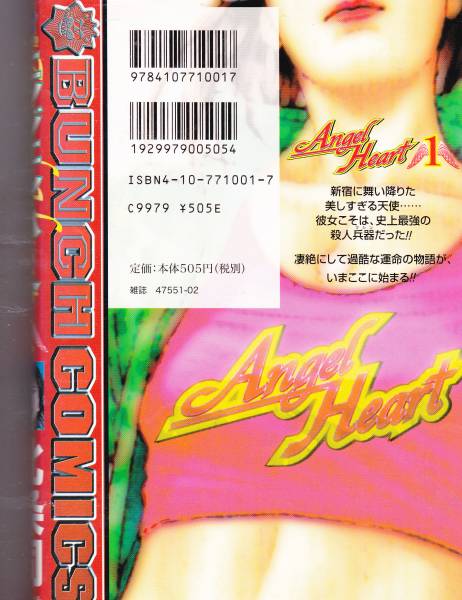 BUNCH COMICS
9784107710017
1929979005054
ISBN4-10-771001-7
C9979 ¥505E
定価:本体505円(税別)
雑誌 47551-02
Angel
Heart 1
新宿に舞い降りた
美しすぎる天使……
彼女こそは、史上最強の
殺人兵器だった!!
凄絶にして過酷な運命の物語が、
いまここに始まる!!
Angel
Heart